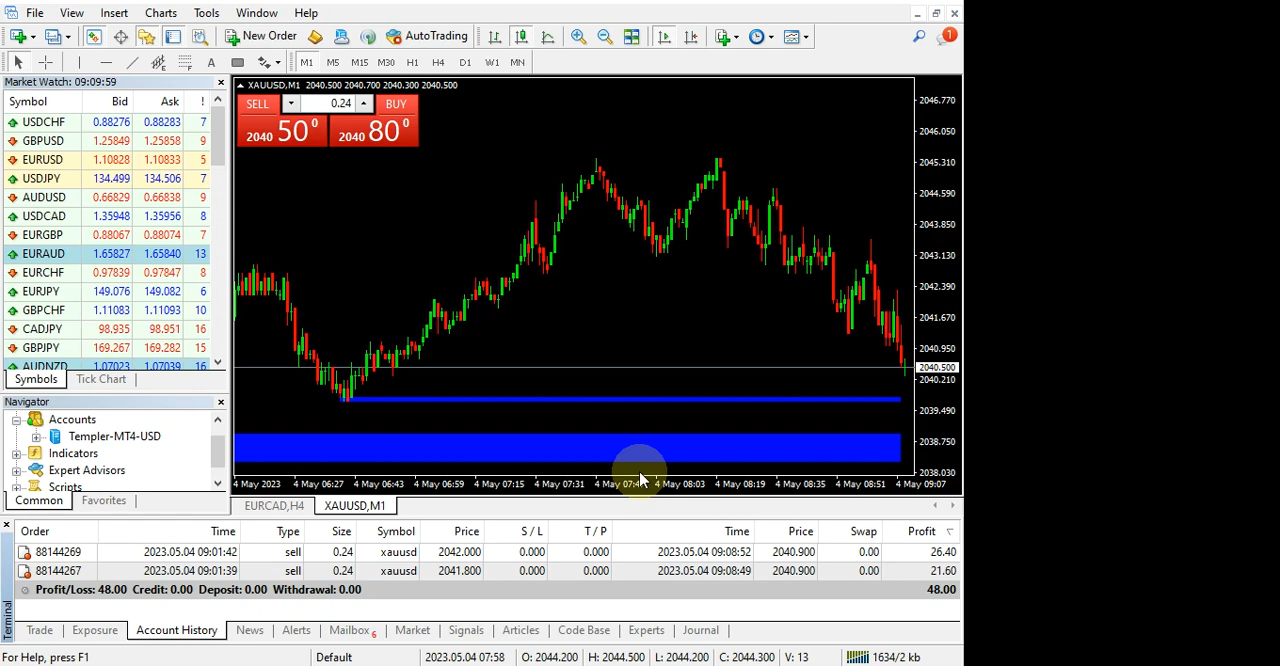 File View Insert Charts Tools Window Help
New Order AutoTrading 1
A M1 M5 M15 M30 H1 H4 D1 W1 MN
Market Watch: 09:09:59
Symbol Bid Ask !
USDCHF 0.88276 0.88283 7
GBPUSD 1.25849 1.25858 9
EURUSD 1.10828 1.10833 5
USDJPY 134.499 134.506 7
AUDUSD 0.66829 0.66838 9
USDCAD 1.35948 1.35956 8
EURGBP 0.88067 0.88074 7
EURAUD 1.65827 1.65840 13
EURCHF 0.97839 0.97847 8
EURJPY 149.076 149.082 6
GBPCHF 1.11083 1.11093 10
CADJPY 98.935 98.951 16
GBPJPY 169.267 169.282 15
AUDNZD 1.07023 1.07039 16
Symbols Tick Chart
Navigator
Accounts
Templer-MT4-USD
Indicators
Expert Advisors
Scripts
Common Favorites
XAUUSD,M1 2040.500 2040.700 2040.300 2040.500
SELL 0.24 BUY
2040 50 0 2040 80 0
2046.770
2046.050
2045.310
2044.590
2043.850
2043.130
2042.390
2041.670
2040.950
2040.500
2040.210
2039.490
2038.750
2038.030
4 May 2023 4 May 06:27 4 May 06:43 4 May 06:59 4 May 07:15 4 May 07:31 4 May 07:4 4 May 08:03 4 May 08:19 4 May 08:35 4 May 08:51 4 May 09:07
EURCAD,H4 XAUUSD,M1
Order Time Type Size Symbol Price S / L T / P Time Price Swap Profit
88144269 2023.05.04 09:01:42 sell 0.24 xauusd 2042.000 0.000 0.000 2023.05.04 09:08:52 2040.900 0.00 26.40
88144267 2023.05.04 09:01:39 sell 0.24 xauusd 2041.800 0.000 0.000 2023.05.04 09:08:49 2040.900 0.00 21.60
Profit/Loss: 48.00 Credit: 0.00 Deposit: 0.00 Withdrawal: 0.00 48.00
Terminal
Trade Exposure Account History News Alerts Mailbox 6 Market Signals Articles Code Base Experts Journal
For Help, press F1 Default 2023.05.04 07:58 O: 2044.200 H: 2044.500 L: 2044.200 C: 2044.300 V: 13 1634/2 kb